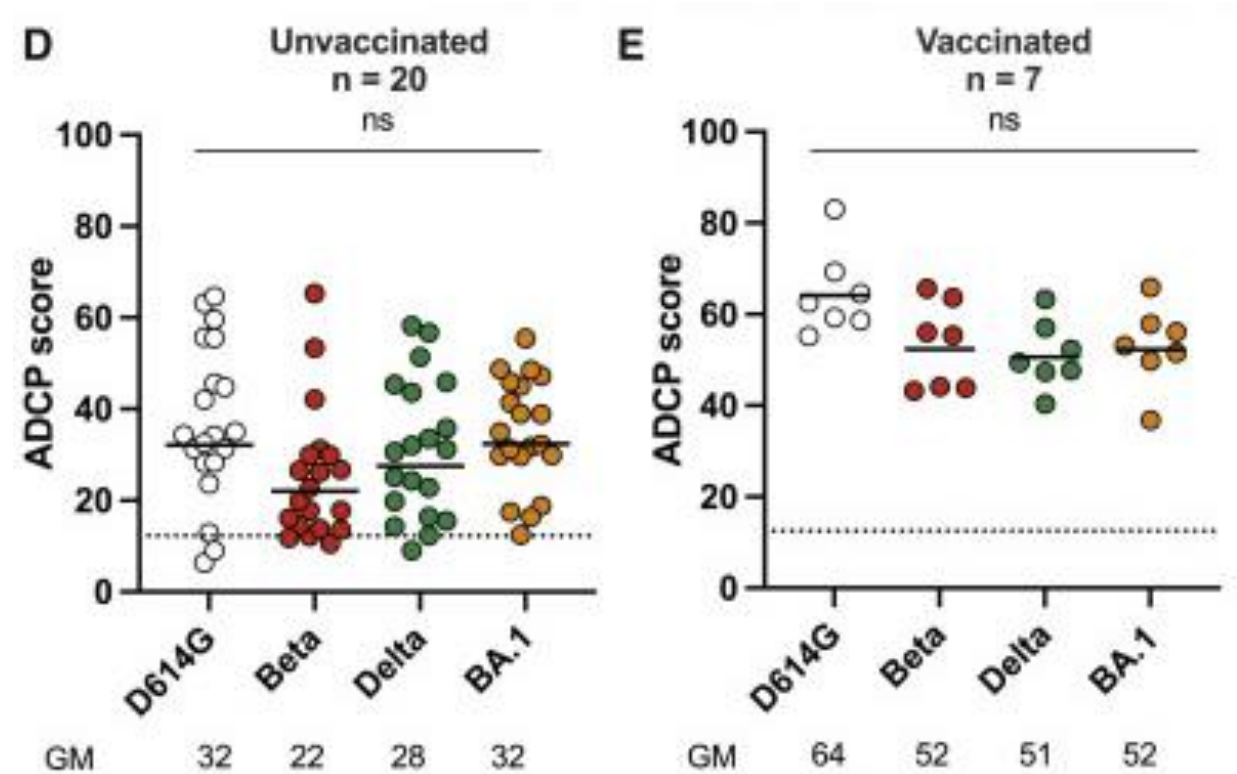 D
Unvaccinated
n = 20
ns
100
80
60
40
20
0
ADCP score
D614G
Beta
Delta
BA.1
GM 32 22 28 32
E
Vaccinated
n = 7
ns
100
80
60
40
20
0
ADCP score
D614G
Beta
Delta
BA.1
GM 64 52 51 52